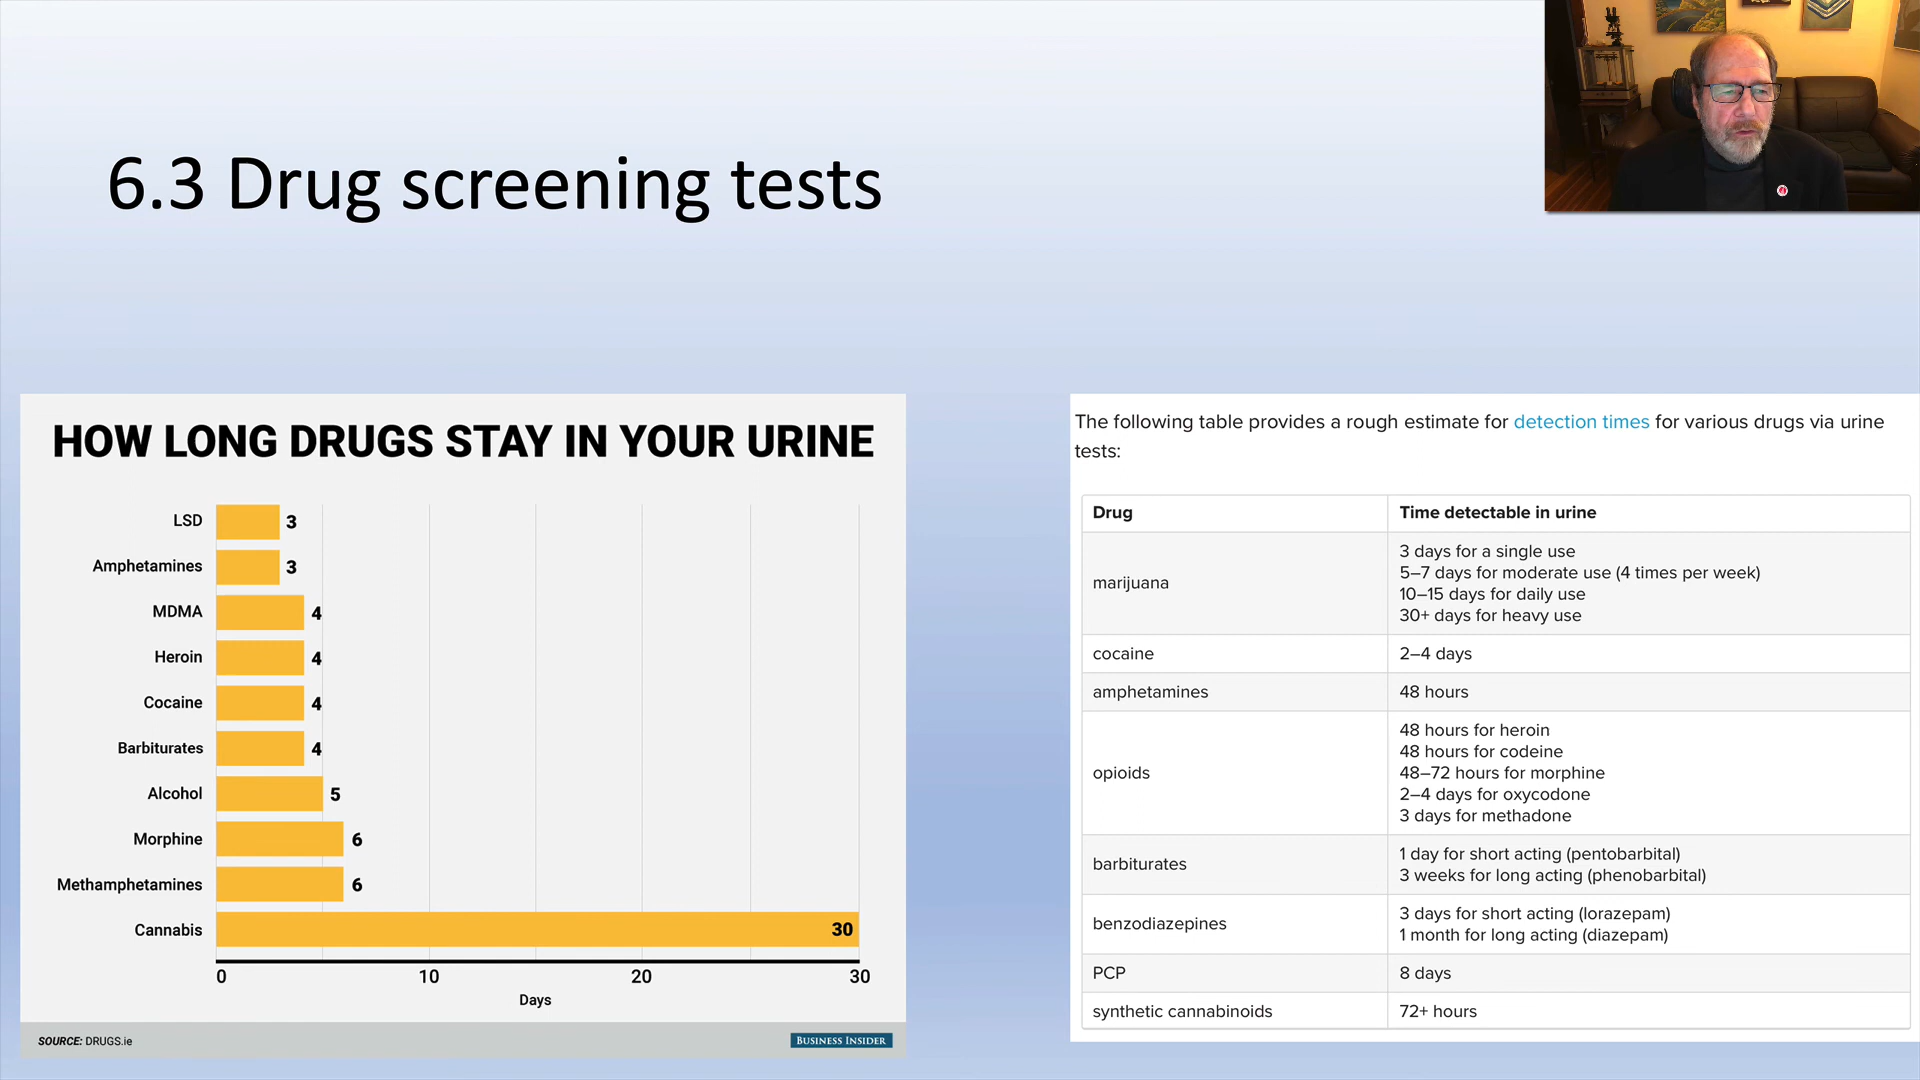 6.3 Drug screening tests
HOW LONG DRUGS STAY IN YOUR URINE
LSD 3
Amphetamines 3
MDMA 4
Heroin 4
Cocaine 4
Barbiturates 4
Alcohol 5
Morphine 6
Methamphetamines 6
Cannabis 30
0 10 20 30
Days
SOURCE: DRUGS.ie BUSINESS INSIDER
The following table provides a rough estimate for detection times for various drugs via urine
tests:
Drug Time detectable in urine
marijuana
3 days for a single use
5–7 days for moderate use (4 times per week)
10–15 days for daily use
30+ days for heavy use
cocaine 2–4 days
amphetamines 48 hours
opioids
48 hours for heroin
48 hours for codeine
48–72 hours for morphine
2–4 days for oxycodone
3 days for methadone
barbiturates
1 day for short acting (pentobarbital)
3 weeks for long acting (phenobarbital)
benzodiazepines
3 days for short acting (lorazepam)
1 month for long acting (diazepam)
PCP 8 days
synthetic cannabinoids 72+ hours